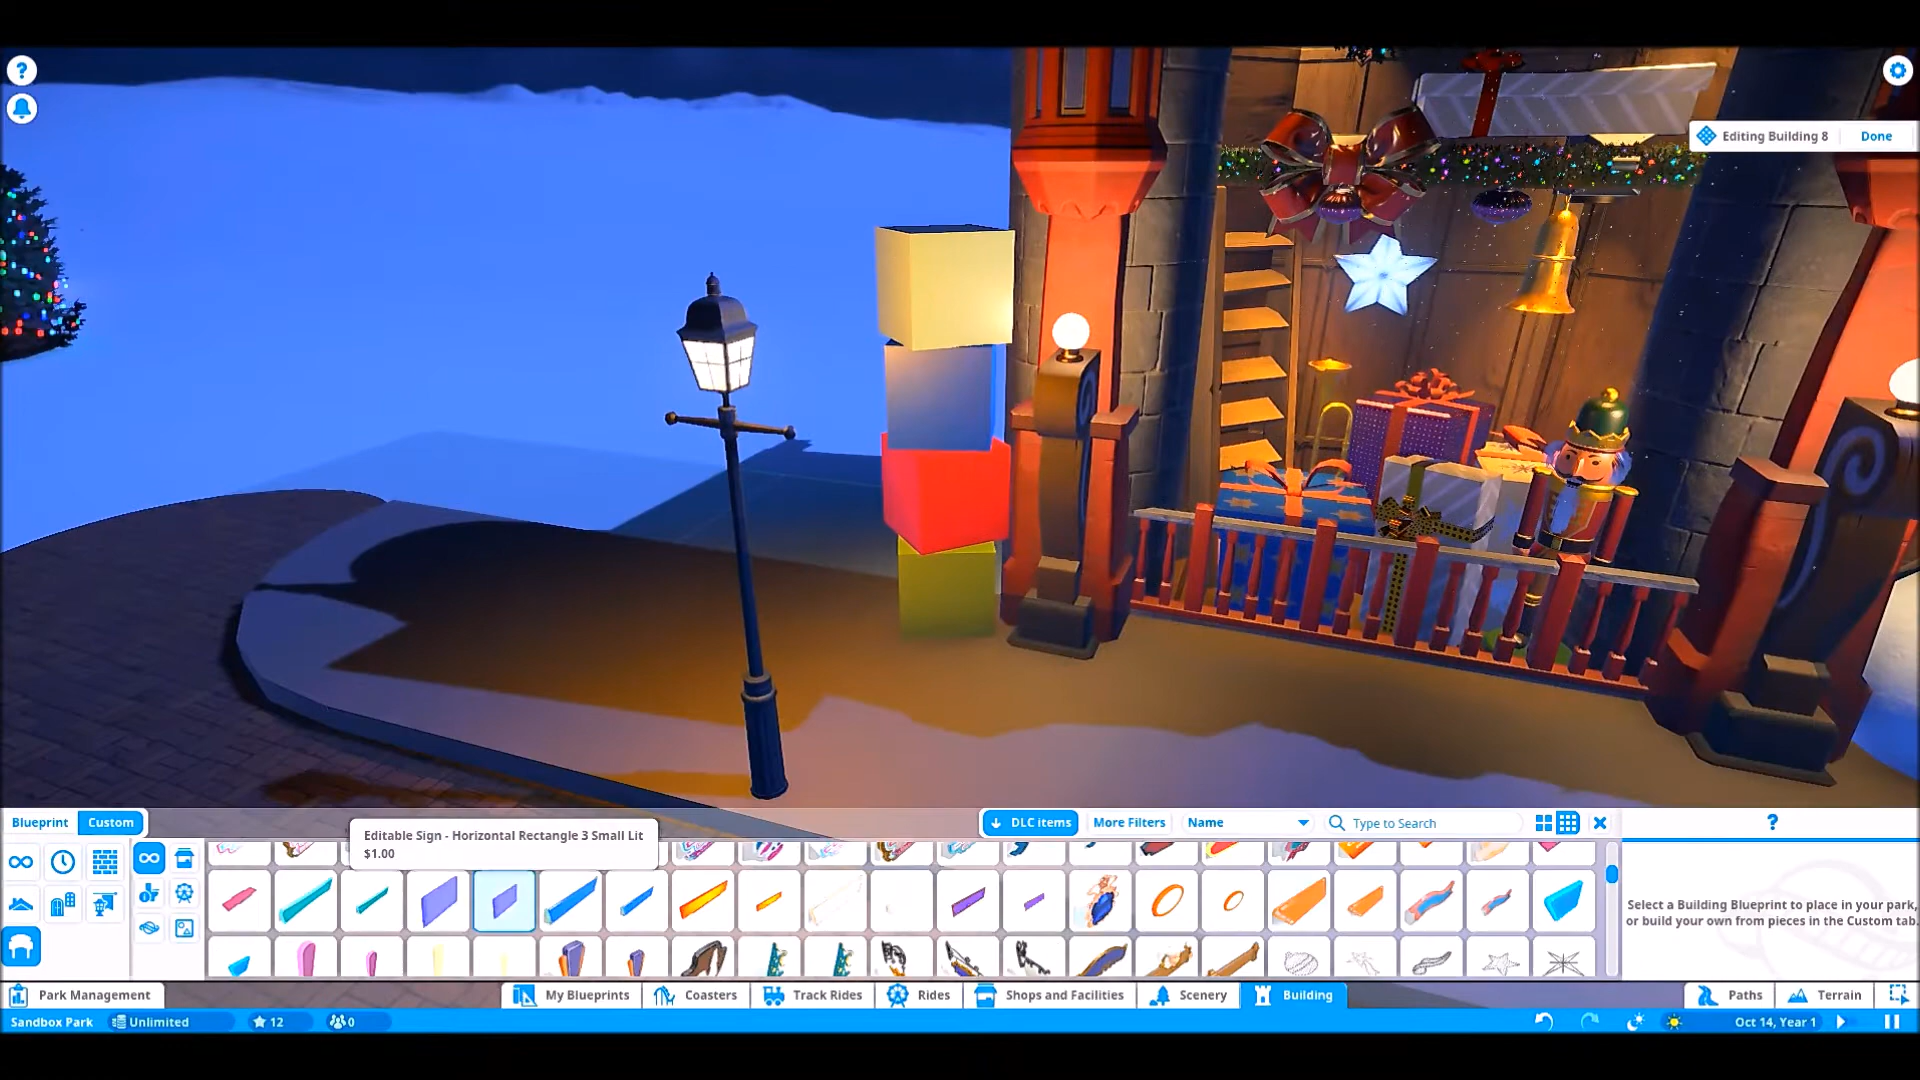 Editing Building 8 Done
Blueprint Custom
Editable Sign - Horizontal Rectangle 3 Small Lit
$1.00
DLC items More Filters Name Type to Search
Select a Building Blueprint to place in your park,
or build your own from pieces in the Custom tab.
Park Management My Blueprints Coasters Track Rides Rides Shops and Facilities Scenery Building Paths Terrain
Sandbox Park Unlimited 12 0 Oct 14, Year 1